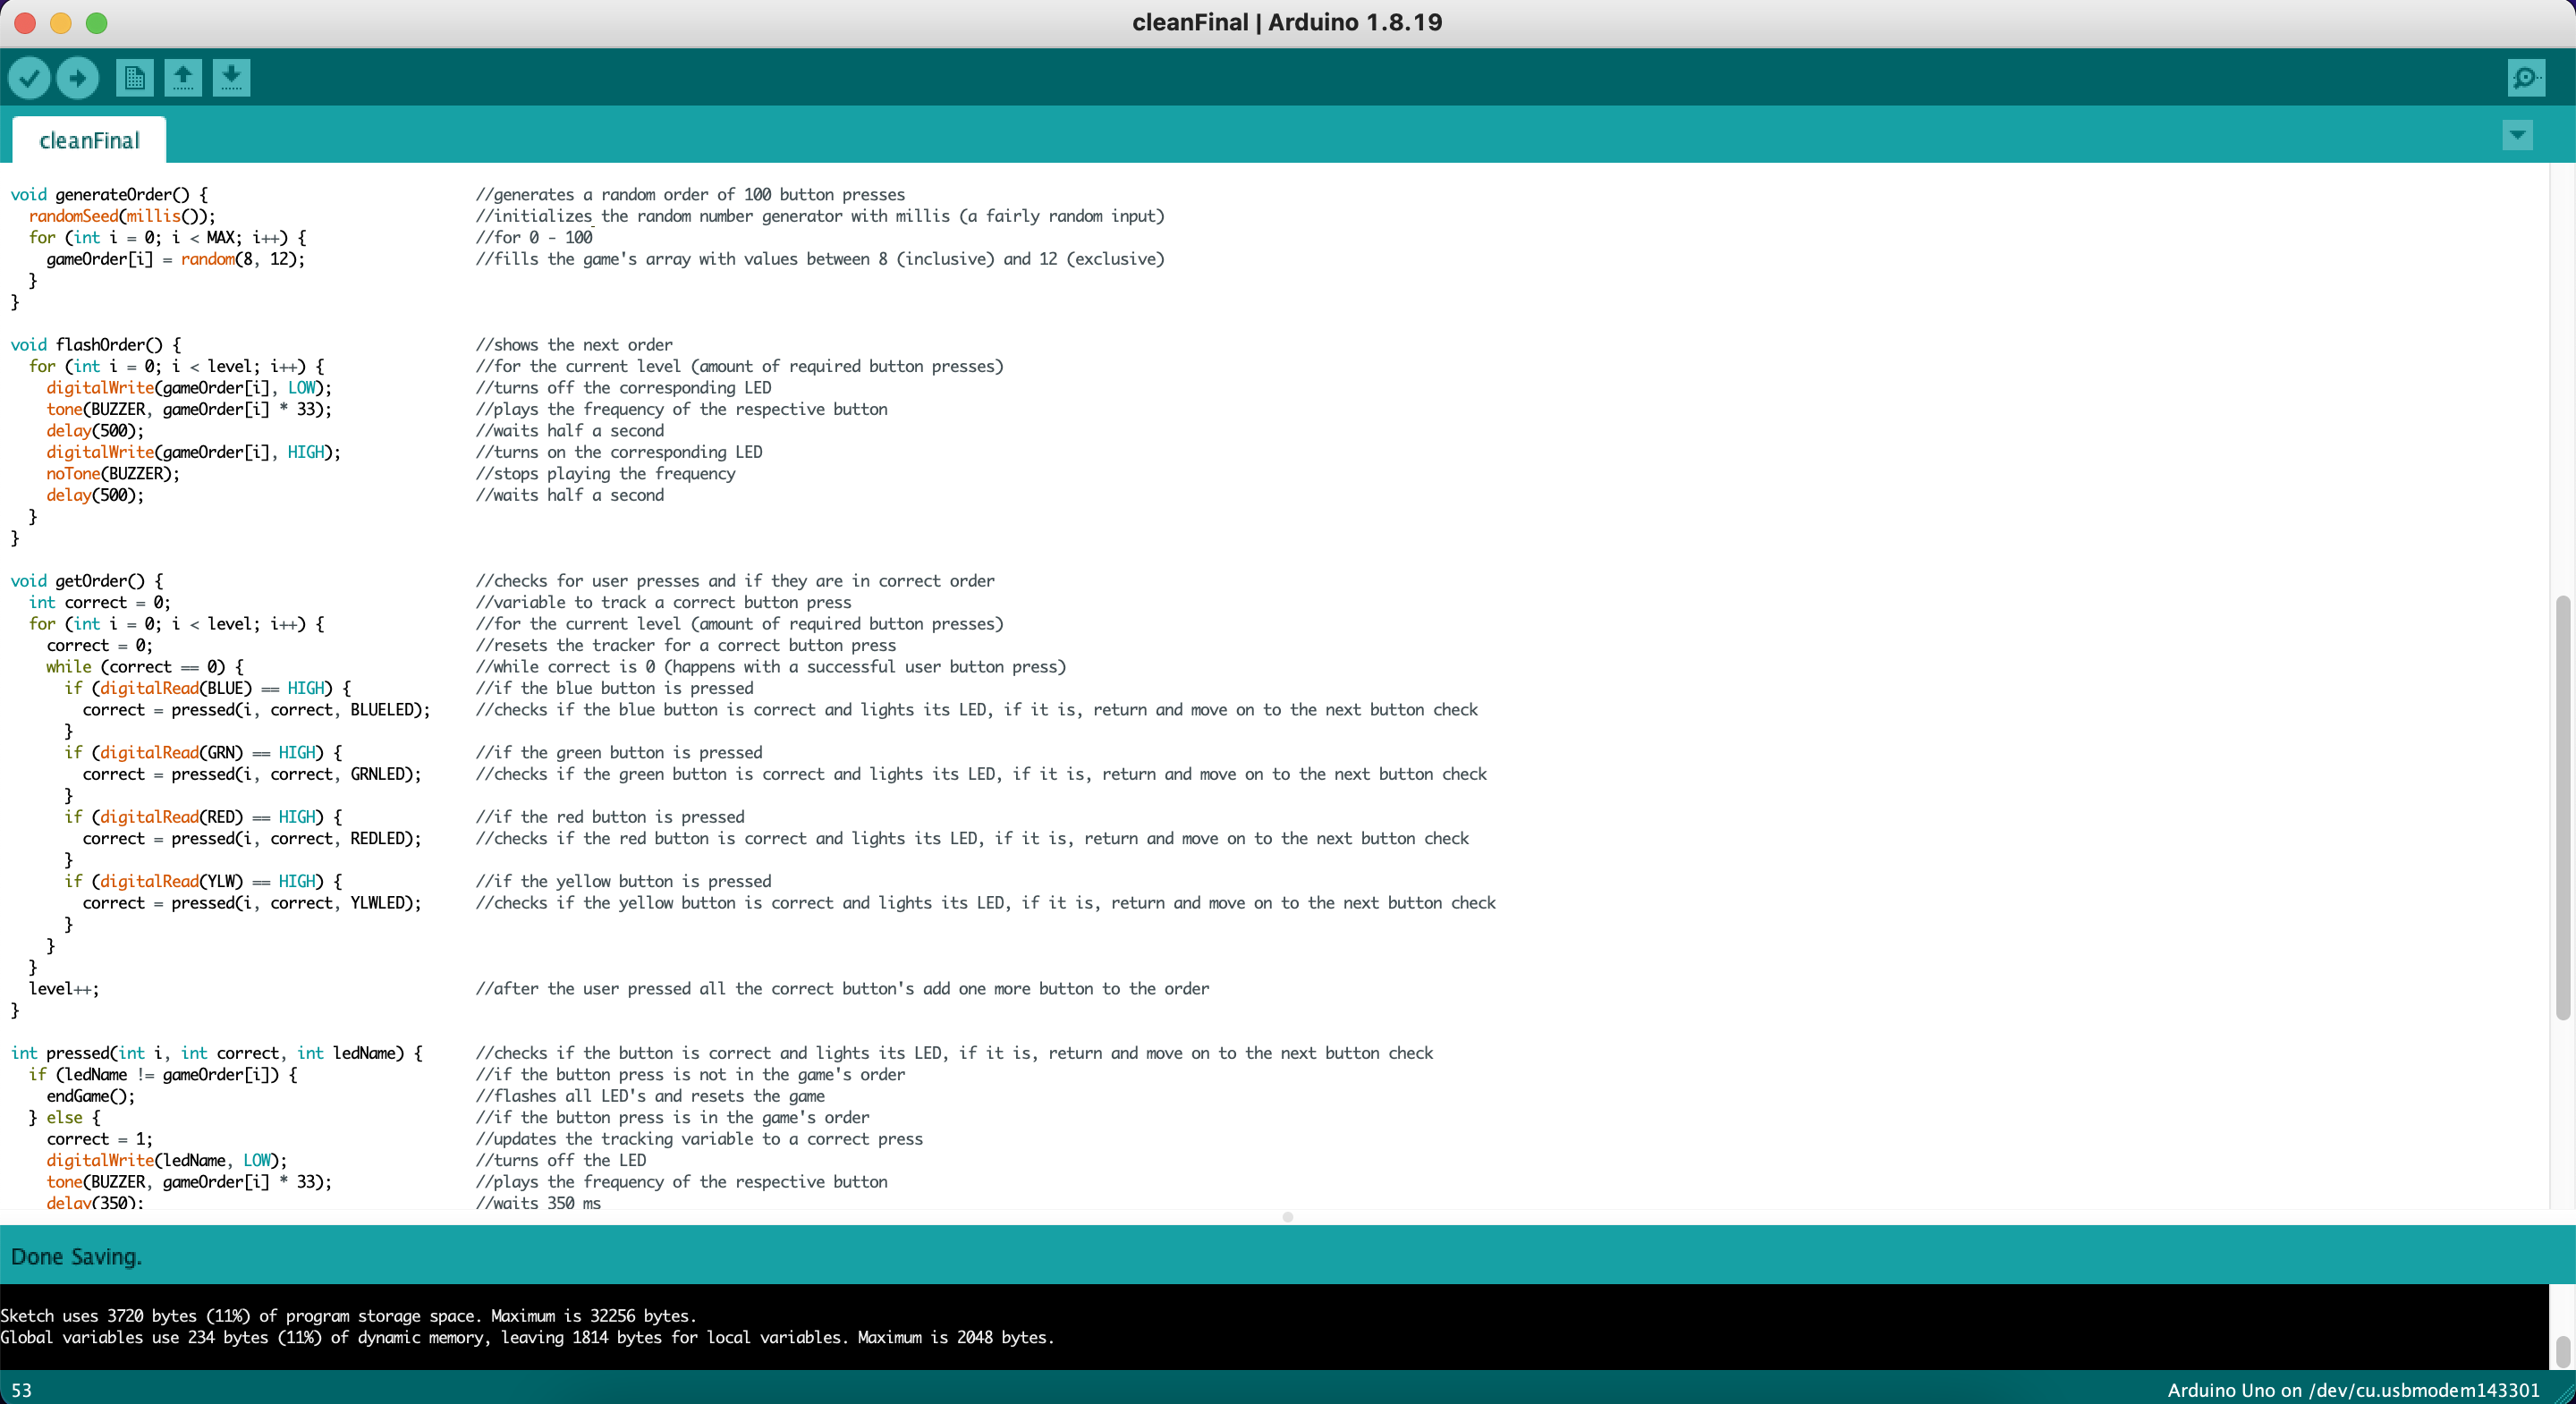 cleanFinal | Arduino 1.8.19
cleanFinal
void generateOrder() { //generates a random order of 100 button presses
randomSeed(millis()); //initializes the random number generator with millis (a fairly random input)
for (int i = 0; i < MAX; i++) { //for 0 - 100
gameOrder[i] = random(8, 12); //fills the game's array with values between 8 (inclusive) and 12 (exclusive)
}
}
void flashOrder() { //shows the next order
for (int i = 0; i < level; i++) { //for the current level (amount of required button presses)
digitalWrite(gameOrder[i], LOW); //turns off the corresponding LED
tone(BUZZER, gameOrder[i] * 33); //plays the frequency of the respective button
delay(500); //waits half a second
digitalWrite(gameOrder[i], HIGH); //turns on the corresponding LED
noTone(BUZZER); //stops playing the frequency
delay(500); //waits half a second
}
}
void getOrder() { //checks for user presses and if they are in correct order
int correct = 0; //variable to track a correct button press
for (int i = 0; i < level; i++) { //for the current level (amount of required button presses)
correct = 0; //resets the tracker for a correct button press
while (correct == 0) { //while correct is 0 (happens with a successful user button press)
if (digitalRead(BLUE) == HIGH) { //if the blue button is pressed
correct = pressed(i, correct, BLUELED); //checks if the blue button is correct and lights its LED, if it is, return and move on to the next button check
}
if (digitalRead(GRN) == HIGH) { //if the green button is pressed
correct = pressed(i, correct, GRNLED); //checks if the green button is correct and lights its LED, if it is, return and move on to the next button check
}
if (digitalRead(RED) == HIGH) { //if the red button is pressed
correct = pressed(i, correct, REDLED); //checks if the red button is correct and lights its LED, if it is, return and move on to the next button check
}
if (digitalRead(YLW) == HIGH) { //if the yellow button is pressed
correct = pressed(i, correct, YLWLED); //checks if the yellow button is correct and lights its LED, if it is, return and move on to the next button check
}
}
}
level++; //after the user pressed all the correct button's add one more button to the order
}
int pressed(int i, int correct, int ledName) { //checks if the button is correct and lights its LED, if it is, return and move on to the next button check
if (ledName != gameOrder[i]) { //if the button press is not in the game's order
endGame(); //flashes all LED's and resets the game
} else { //if the button press is in the game's order
correct = 1; //updates the tracking variable to a correct press
digitalWrite(ledName, LOW); //turns off the LED
tone(BUZZER, gameOrder[i] * 33); //plays the frequency of the respective button
delay(350); //waits 350 ms
Done Saving.
Sketch uses 3720 bytes (11%) of program storage space. Maximum is 32256 bytes.
Global variables use 234 bytes (11%) of dynamic memory, leaving 1814 bytes for local variables. Maximum is 2048 bytes.
53 Arduino Uno on /dev/cu.usbmodem143301